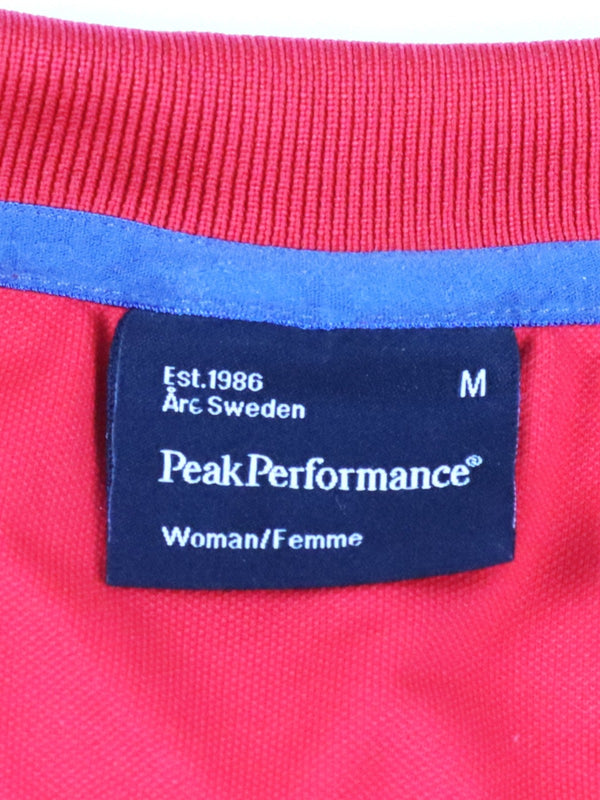 Est.1986 M
Åre Sweden
PeakPerformance®
Woman/Femme